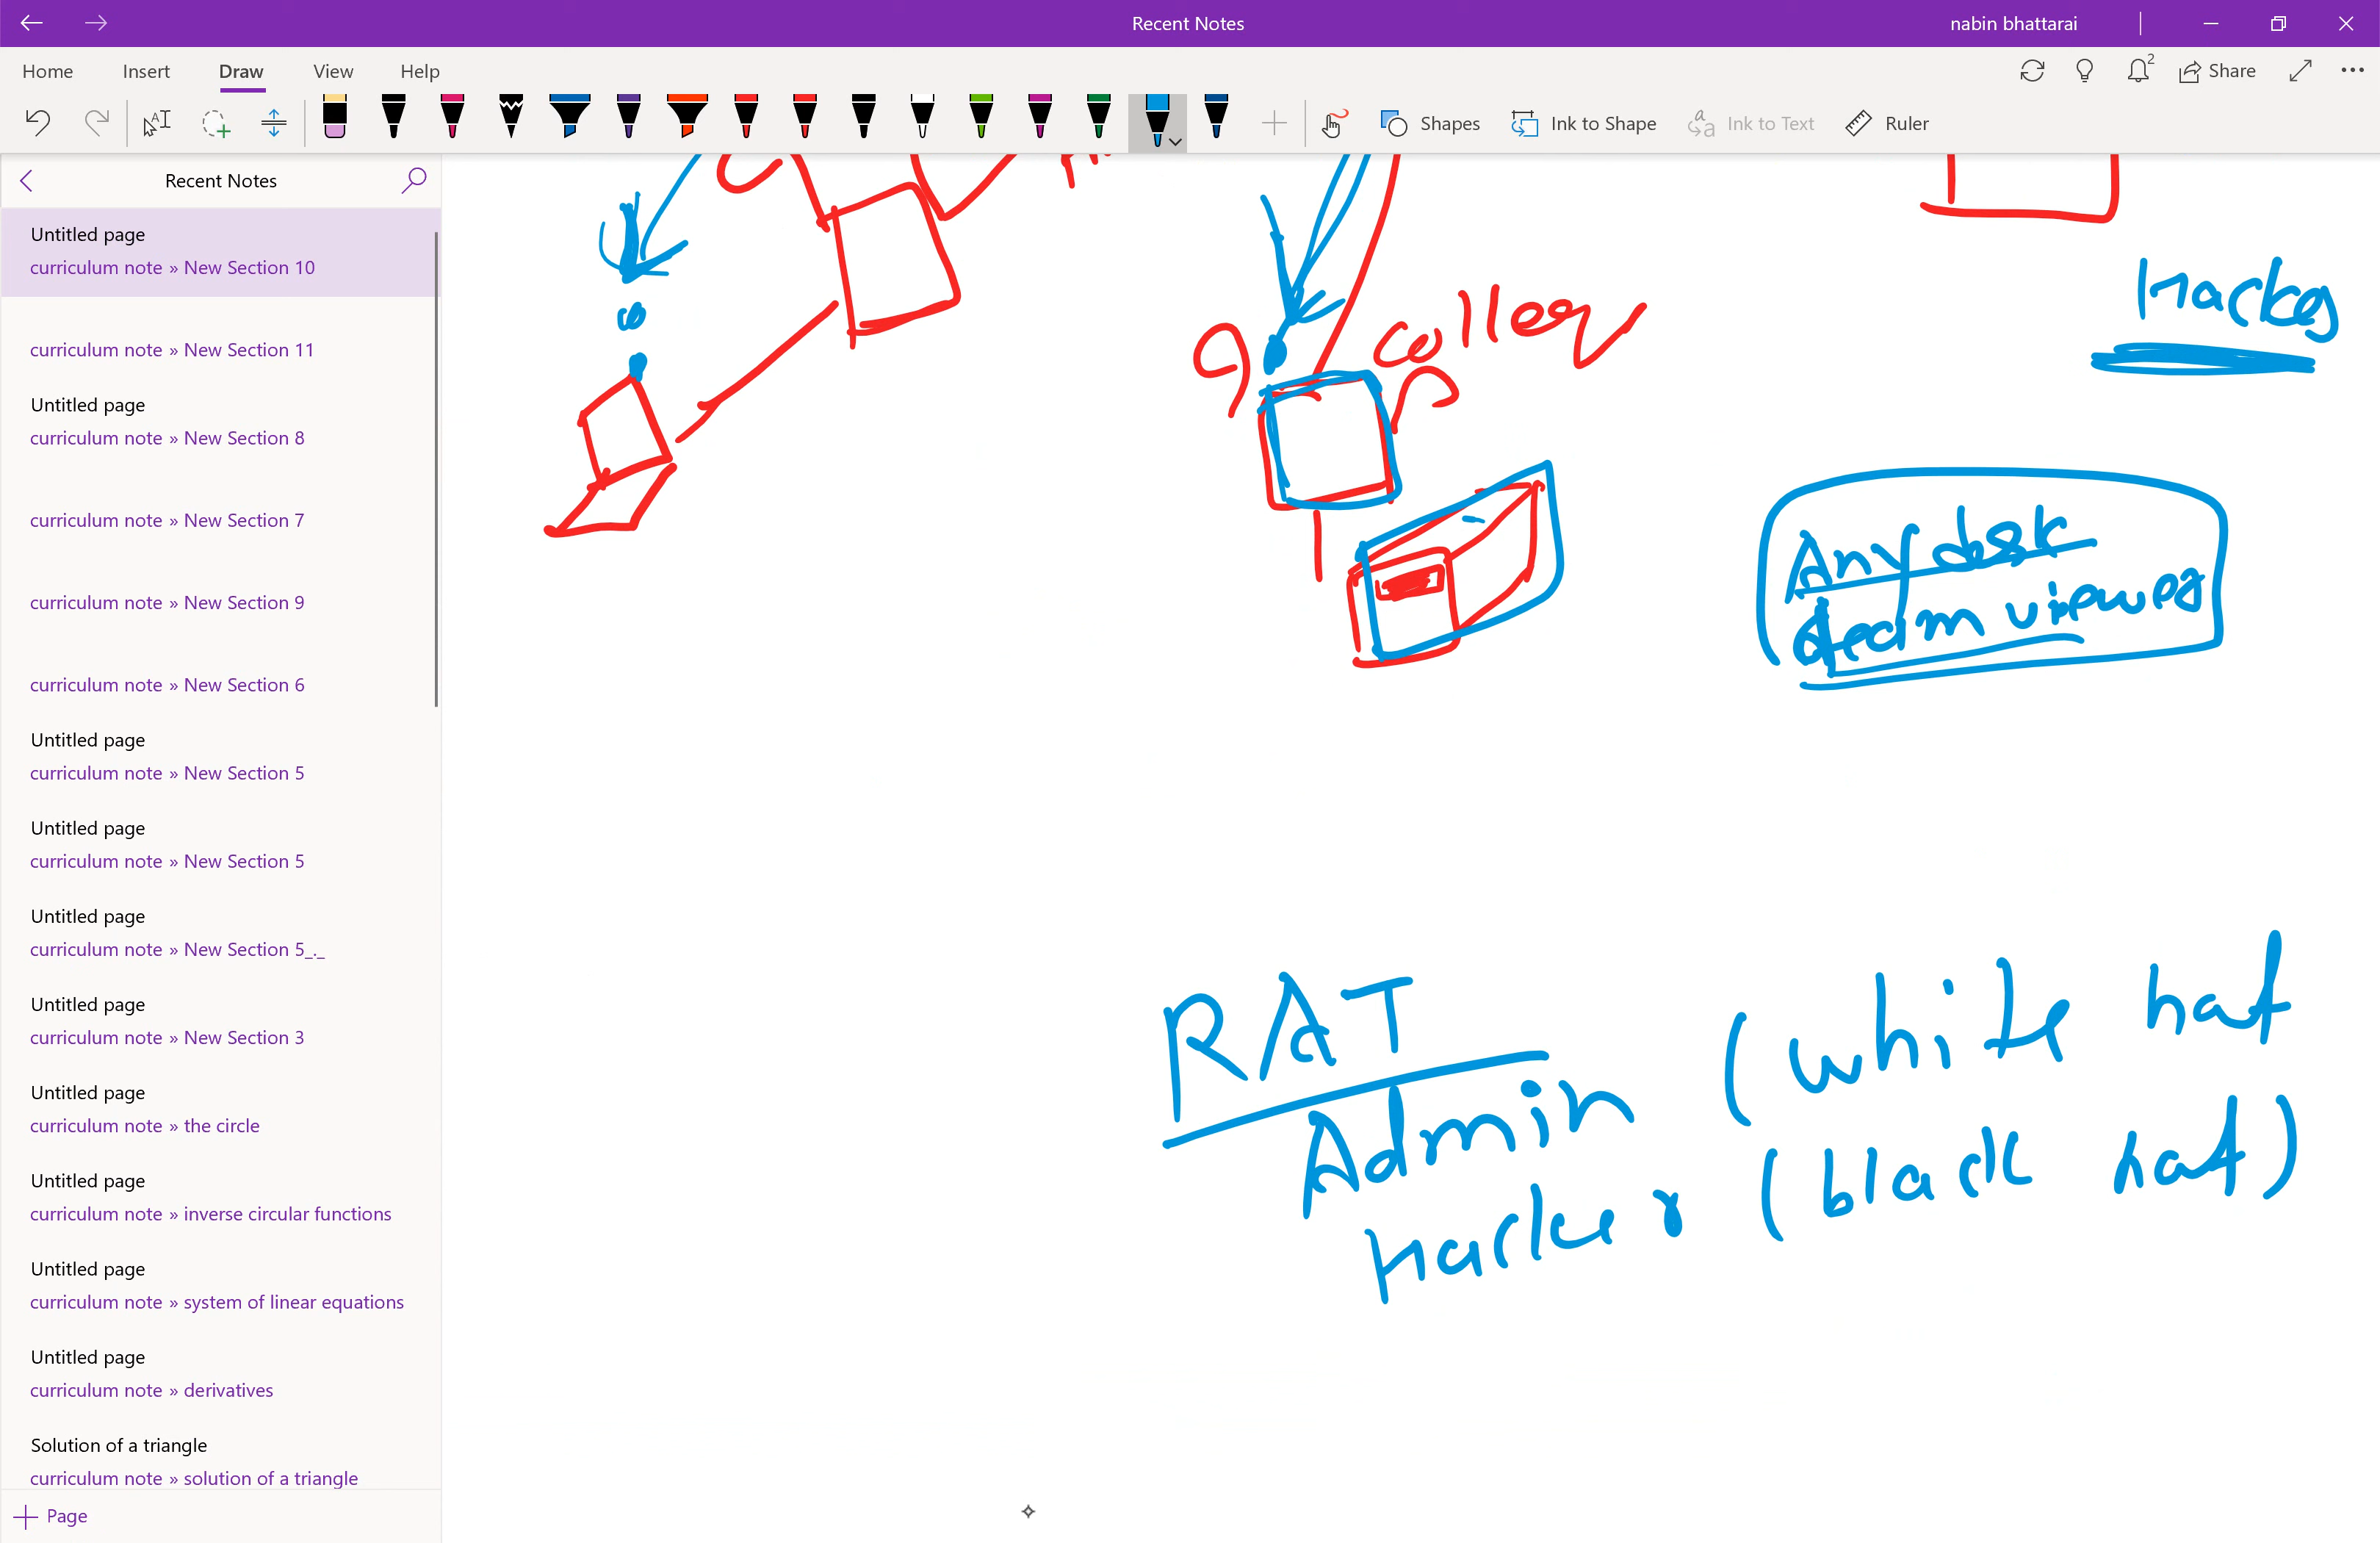 Recent Notes
nabin bhattarai
Home Insert Draw View Help
2 Share
Shapes Ink to Shape Ink to Text Ruler
Recent Notes
Untitled page
curriculum note » New Section 10
curriculum note » New Section 11
Untitled page
curriculum note » New Section 8
curriculum note » New Section 7
curriculum note » New Section 9
curriculum note » New Section 6
Untitled page
curriculum note » New Section 5
Untitled page
curriculum note » New Section 5
Untitled page
curriculum note » New Section 5_._
Untitled page
curriculum note » New Section 3
Untitled page
curriculum note » the circle
Untitled page
curriculum note » inverse circular functions
Untitled page
curriculum note » system of linear equations
Untitled page
curriculum note » derivatives
Solution of a triangle
curriculum note » solution of a triangle
Page
Any desk
team viewer
RAT
Admin (white hat
hacker (black hat)